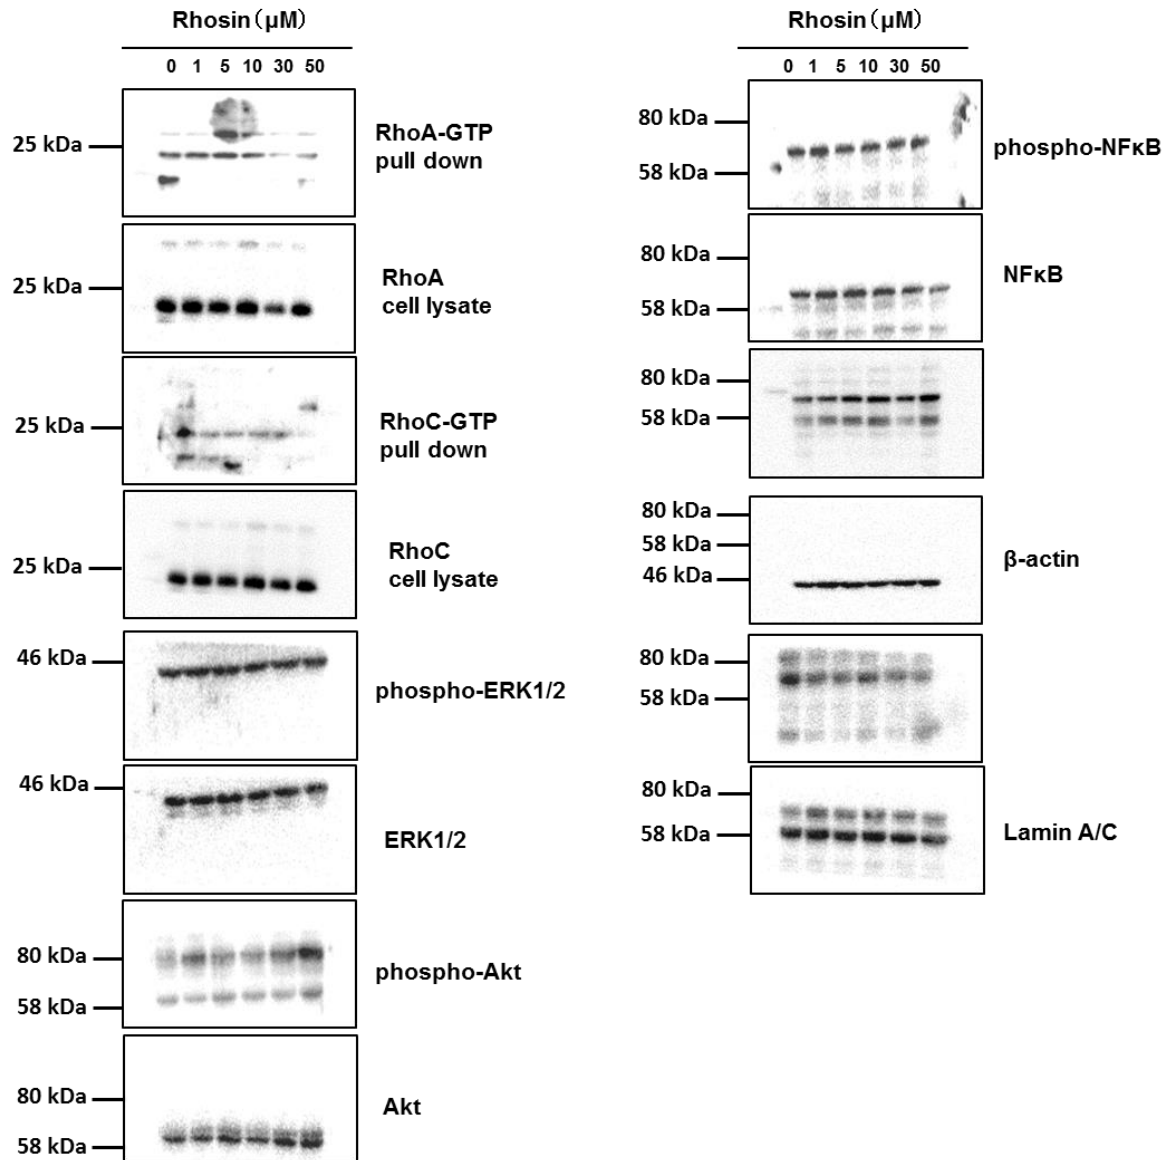 Rhosin (μM)
0 1 5 10 30 50
25 kDa
RhoA-GTP
pull down
25 kDa
RhoA
cell lysate
25 kDa
RhoC-GTP
pull down
25 kDa
RhoC
cell lysate
46 kDa
phospho-ERK1/2
46 kDa
ERK1/2
80 kDa
phospho-Akt
58 kDa
80 kDa
Akt
58 kDa
Rhosin (μM)
0 1 5 10 30 50
80 kDa
phospho-NFκB
58 kDa
80 kDa
NFκB
58 kDa
80 kDa
58 kDa
80 kDa
58 kDa
β-actin
46 kDa
80 kDa
58 kDa
80 kDa
Lamin A/C
58 kDa